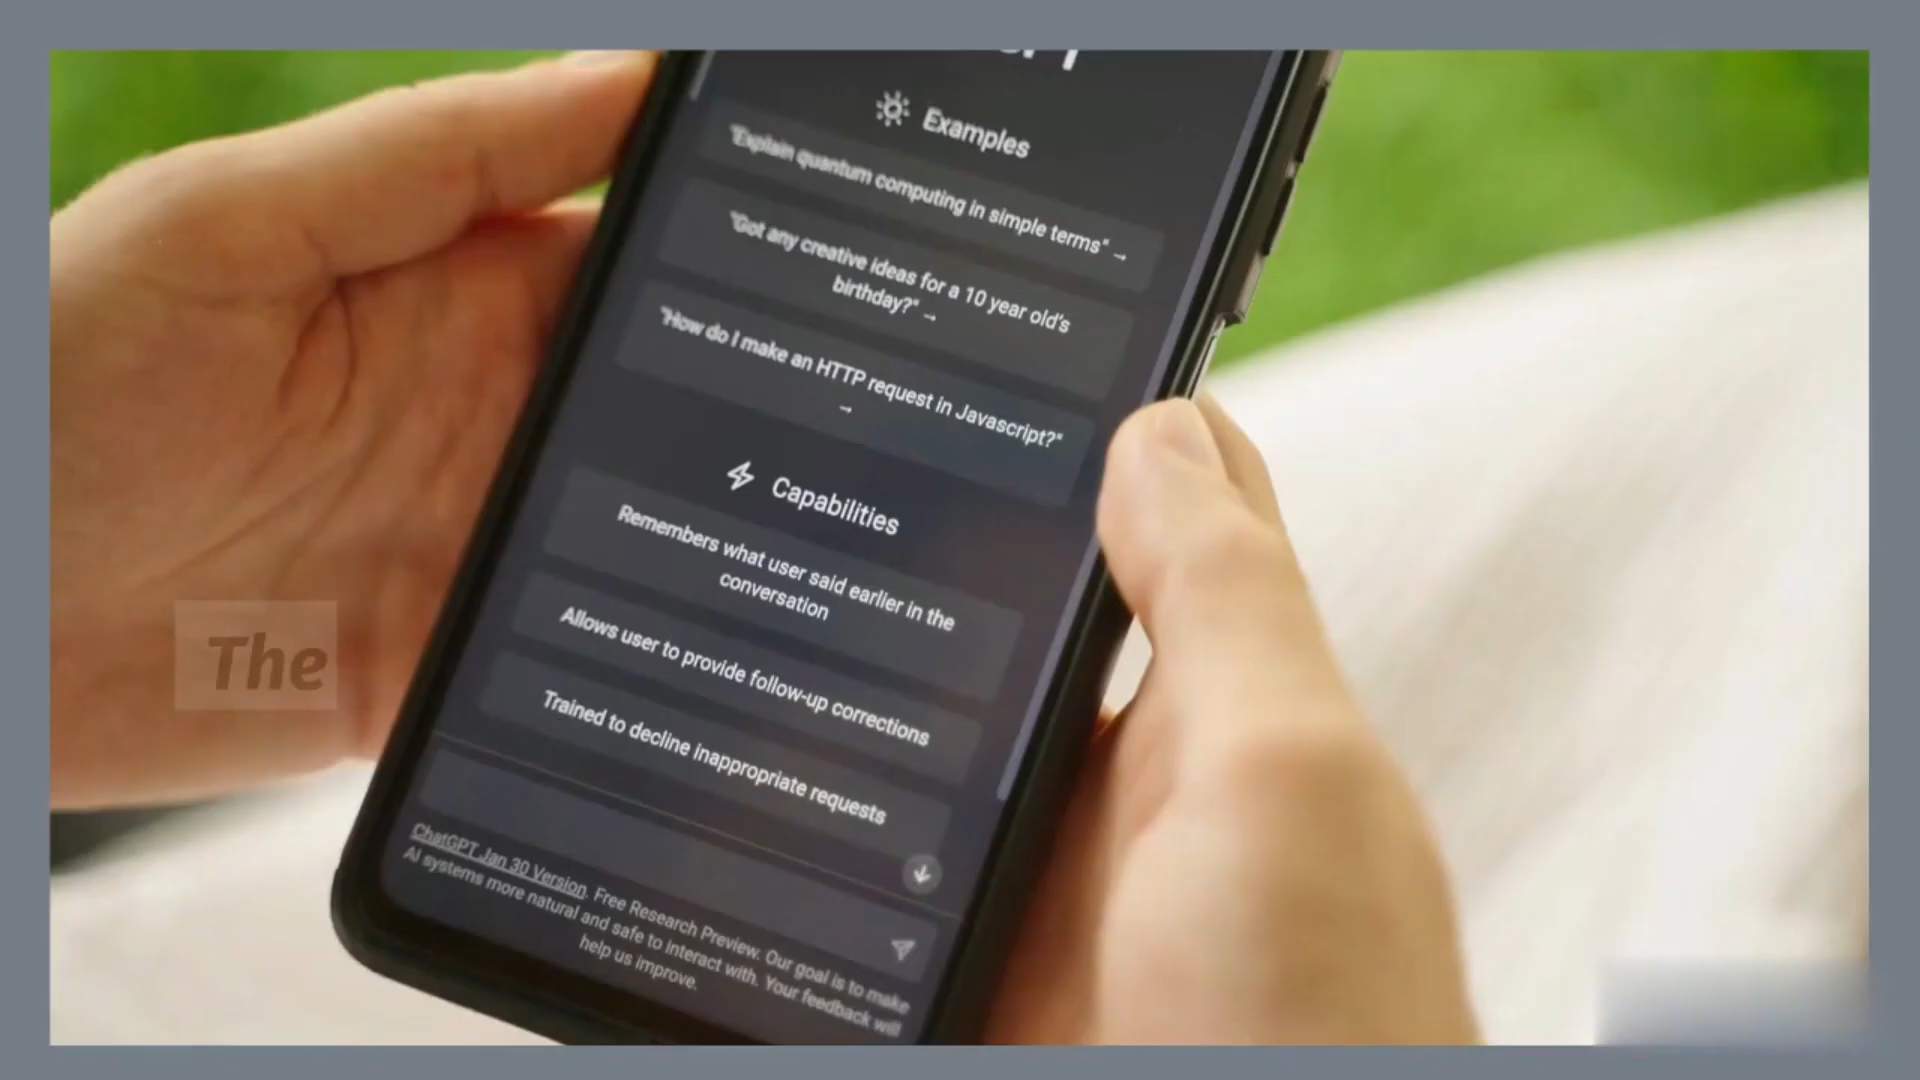 Examples
"Explain quantum computing in simple terms" →
"Got any creative ideas for a 10 year old's
birthday?" →
"How do I make an HTTP request in Javascript?"
→
Capabilities
Remembers what user said earlier in the
conversation
Allows user to provide follow-up corrections
Trained to decline inappropriate requests
The
ChatGPT Jan 30 Version. Free Research Preview. Our goal is to make
AI systems more natural and safe to interact with. Your feedback will
help us improve.